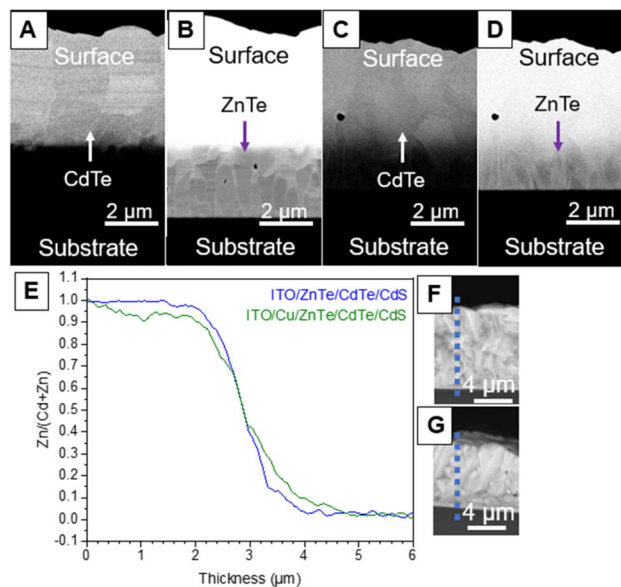 A
Surface
CdTe
2 µm
Substrate
B
Surface
ZnTe
2 µm
Substrate
C
Surface
CdTe
2 µm
Substrate
D
Surface
ZnTe
2 µm
Substrate
E
1.1
1.0
0.9
0.8
0.7
0.6
0.5
0.4
0.3
0.2
0.1
0.0
-0.1
Zn/(Cd+Zn)
ITO/ZnTe/CdTe/CdS
ITO/Cu/ZnTe/CdTe/CdS
0 1 2 3 4 5 6
Thickness (µm)
F
4 µm
G
4 µm